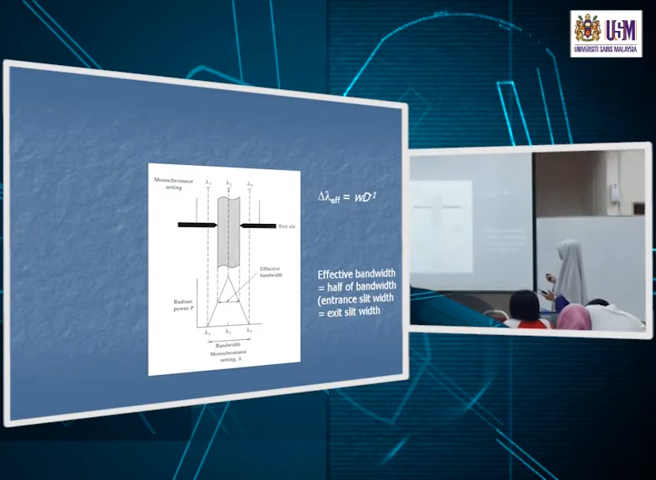 USM
UNIVERSITI SAINS MALAYSIA
Monochromator
setting
λ₁
λ₂
λ₃
Exit slit
Effective
bandwidth
Radiant
power P
λ₁
λ₂
λ₃
Bandwidth
Monochromator
setting, λ
Δλeff = wD⁻¹
Effective bandwidth
= half of bandwidth
(entrance slit width
= exit slit width